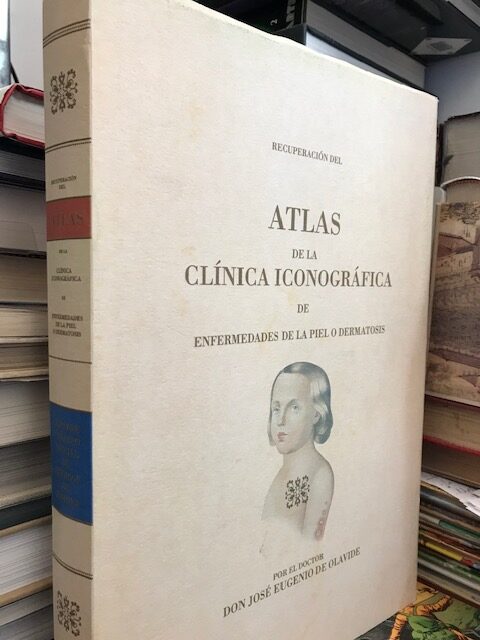 RECUPERACIÓN DEL
ATLAS
DE LA
CLÍNICA ICONOGRÁFICA
DE
ENFERMEDADES DE LA PIEL O DERMATOSIS
POR EL DOCTOR
DON JOSÉ EUGENIO DE OLAVIDE
RECUPERACIÓN
DEL
ATLAS
DE LA
CLÍNICA
ICONOGRÁFICA
DE
ENFERMEDADES
DE LA PIEL
O DERMATOSIS